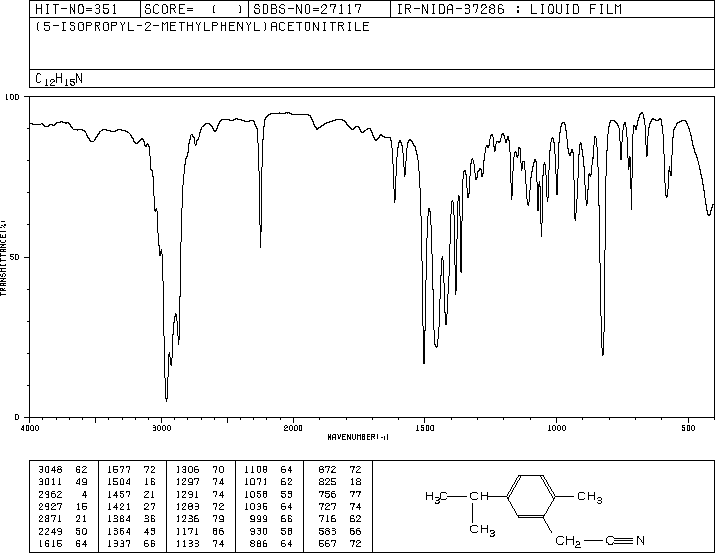 HIT-NO=351 SCORE= ( ) SDBS-NO=27117 IR-NIDA-37286 : LIQUID FILM
(5-ISOPROPYL-2-METHYLPHENYL)ACETONITRILE
C12H15N
100
50
0
TRANSMITTANCE(%)
4000 3000 2000 1500 1000 500
WAVENUMBER(-1)
3048 62 1577 72 1306 70 1108 64 872 72
3011 49 1504 16 1297 74 1071 62 825 18
2962 4 1457 21 1291 74 1058 59 756 77
2927 15 1421 27 1283 72 1036 64 727 74
2871 21 1384 36 1236 79 999 66 716 62
2249 50 1364 43 1171 66 930 58 583 66
1615 64 1337 66 1133 74 886 64 567 72
H3C CH CH3
CH3
CH2 C N